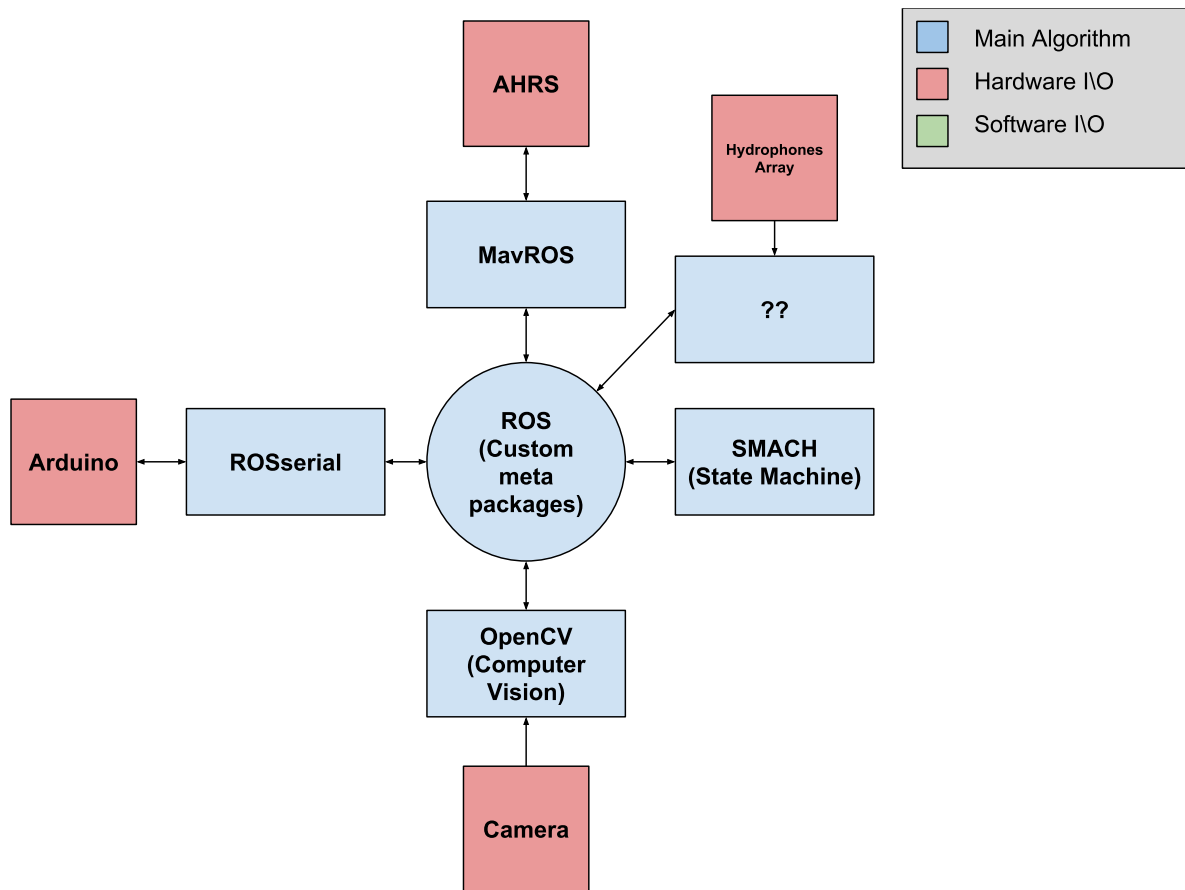 AHRS
Hydrophones
Array
Main Algorithm
Hardware I\O
Software I\O
MavROS
??
Arduino
ROSserial
ROS
(Custom
meta
packages)
SMACH
(State Machine)
OpenCV
(Computer
Vision)
Camera